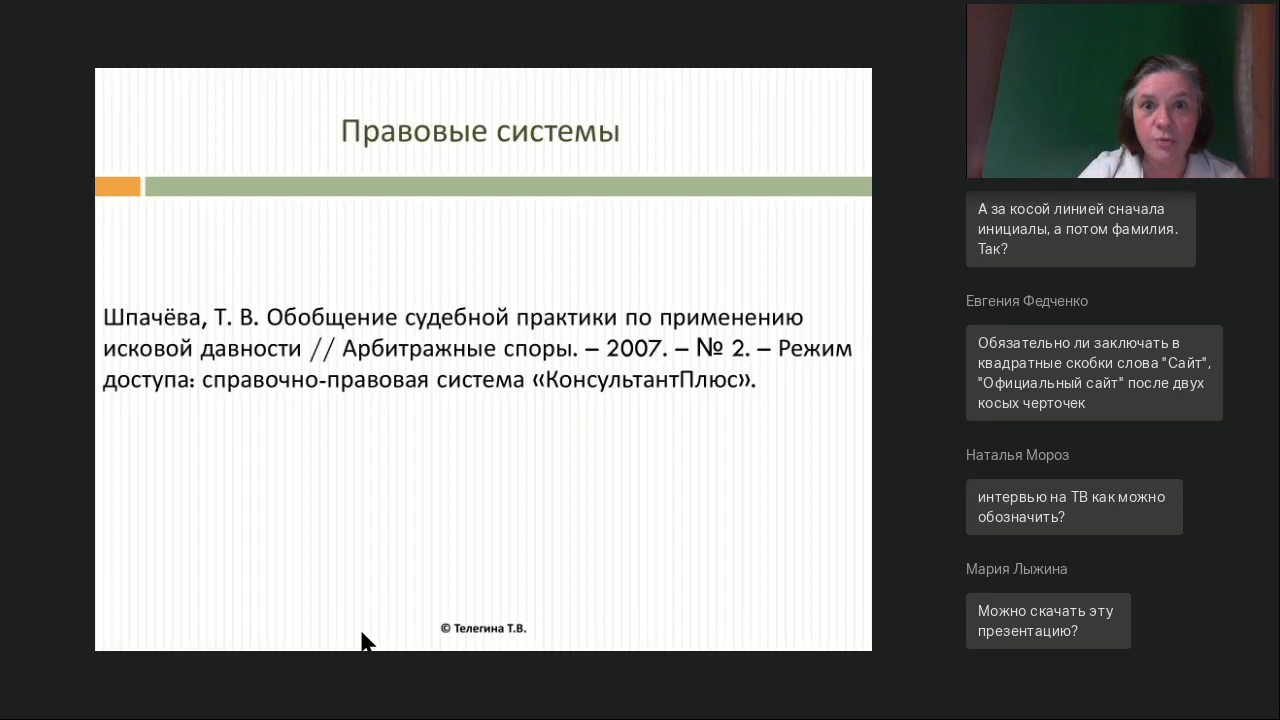 Правовые системы
Шпачёва, Т. В. Обобщение судебной практики по применению
исковой давности // Арбитражные споры. – 2007. – № 2. – Режим
доступа: справочно-правовая система «КонсультантПлюс».
© Телегина Т.В.
А за косой линией сначала
инициалы, а потом фамилия.
Так?
Евгения Федченко
Обязательно ли заключать в
квадратные скобки слова "Сайт",
"Официальный сайт" после двух
косых черточек
Наталья Мороз
интервью на ТВ как можно
обозначить?
Мария Лыжина
Можно скачать эту
презентацию?